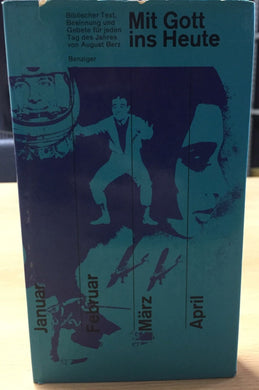 Biblischer Text,
Besinnung und
Gebete für jeden
Tag des Jahres
von August Berz
Benziger
Mit Gott
ins Heute
Januar
Februar
März
April